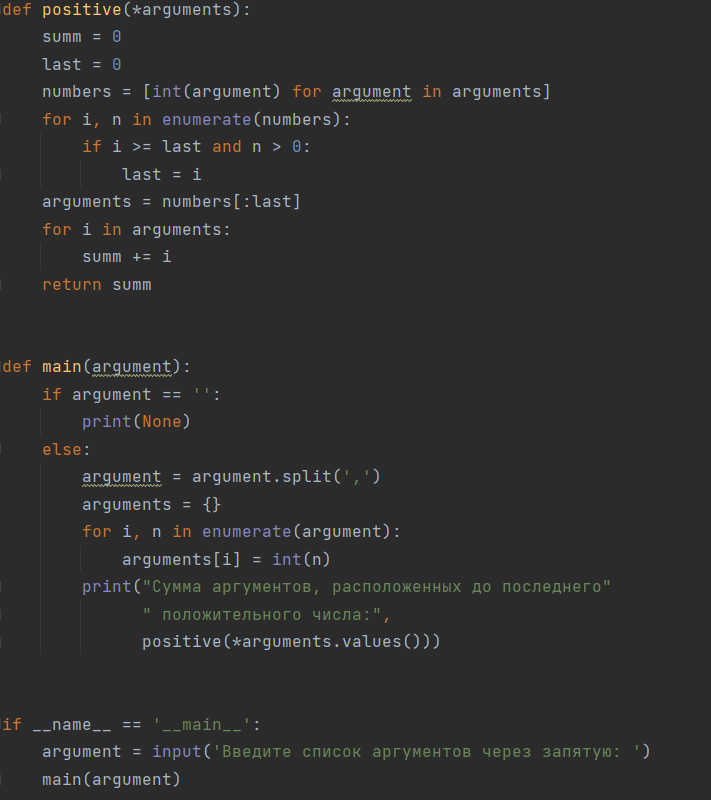 def positive(*arguments):
    summ = 0
    last = 0
    numbers = [int(argument) for argument in arguments]
    for i, n in enumerate(numbers):
        if i >= last and n > 0:
            last = i
    arguments = numbers[:last]
    for i in arguments:
        summ += i
    return summ


def main(argument):
    if argument == '':
        print(None)
    else:
        argument = argument.split(',')
        arguments = {}
        for i, n in enumerate(argument):
            arguments[i] = int(n)
        print("Сумма аргументов, расположенных до последнего"
              " положительного числа:",
              positive(*arguments.values()))


if __name__ == '__main__':
    argument = input('Введите список аргументов через запятую: ')
    main(argument)